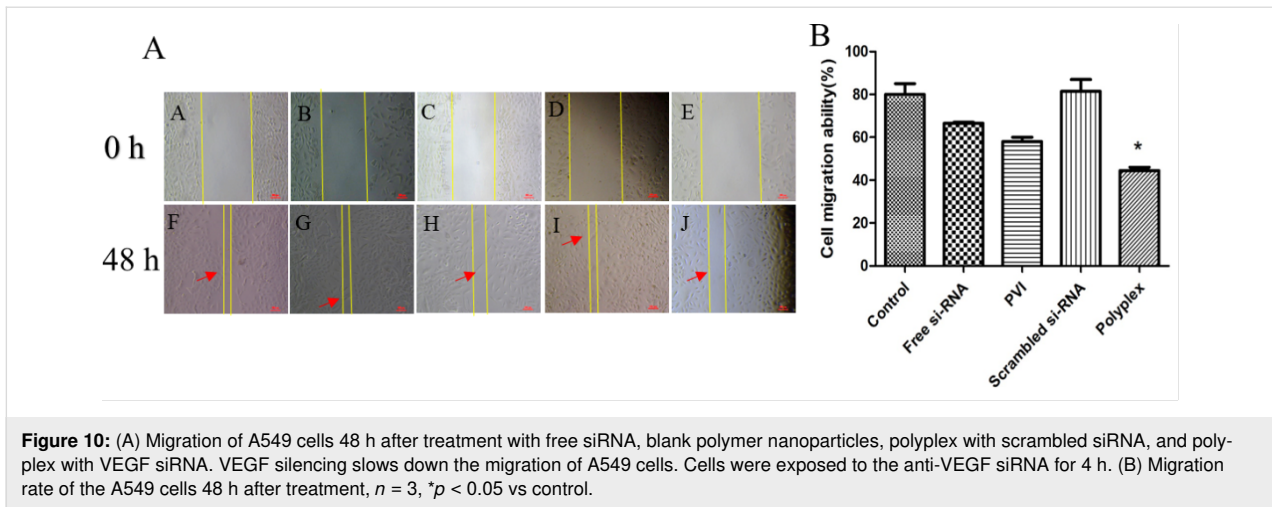 A
0 h
A
B
C
D
E
48 h
F
G
H
I
J
B
Cell migration ability(%)
100
80
60
40
20
0
*
Control
Free si-RNA
PVI
Scrambled si-RNA
Polyplex
Figure 10: (A) Migration of A549 cells 48 h after treatment with free siRNA, blank polymer nanoparticles, polyplex with scrambled siRNA, and poly-
plex with VEGF siRNA. VEGF silencing slows down the migration of A549 cells. Cells were exposed to the anti-VEGF siRNA for 4 h. (B) Migration
rate of the A549 cells 48 h after treatment, n = 3, *p < 0.05 vs control.